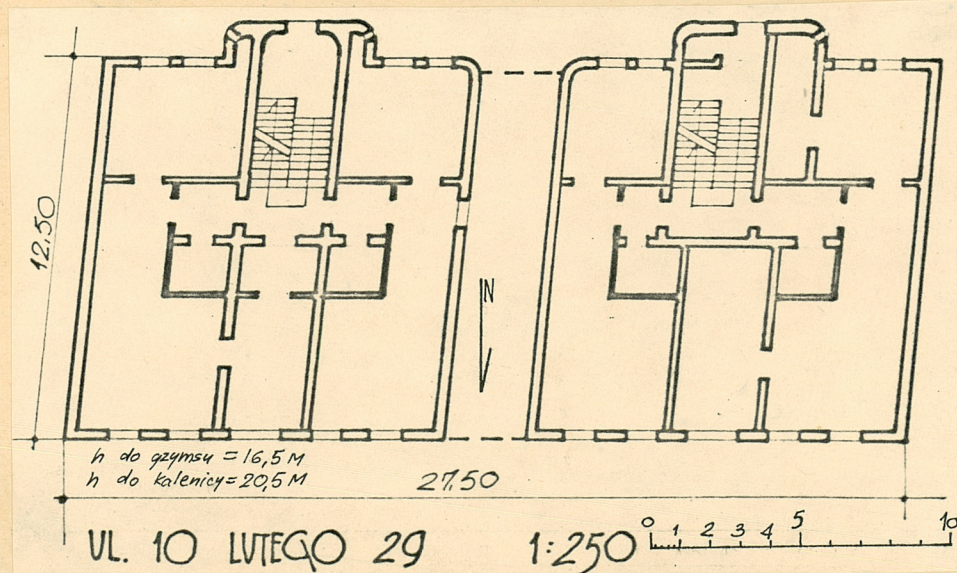 12.50
N
h do gzymsu = 16,5 M
h do kalenicy = 20,5 M
27.50
UL. 10 LUTEGO 29
1:250
0 1 2 3 4 5 10